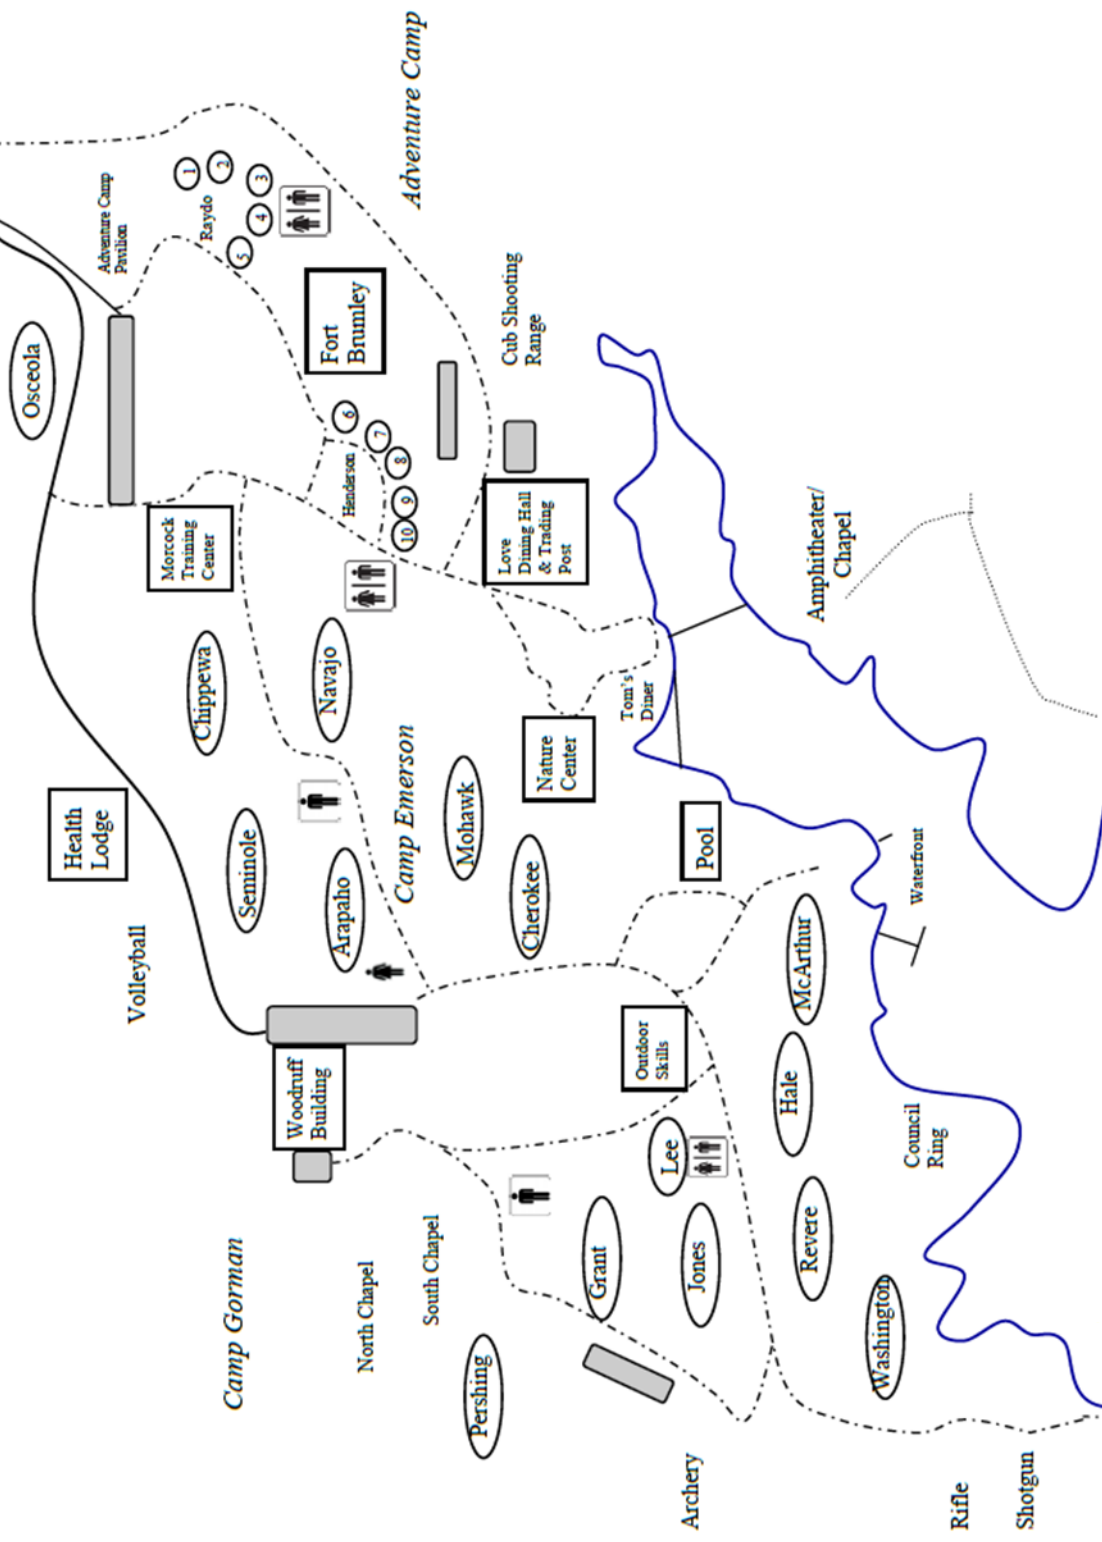 Osceola
Health
Lodge
Adventure Camp
Pavilion
Volleyball
Morcock
Training
Center
Chippewa
Raydo
1
2
3
4
5
Camp Gorman
Seminole
Woodruff
Building
Fort
Brumley
Arapaho
Navajo
Henderson
6
7
8
9
10
North Chapel
Camp Emerson
Adventure Camp
South Chapel
Mohawk
Pershing
Love
Dining Hall
& Trading
Post
Cub Shooting
Range
Cherokee
Nature
Center
Grant
Tom's
Diner
Outdoor
Skills
Lee
Archery
Jones
Pool
Hale
McArthur
Revere
Amphitheater/
Chapel
Washington
Council
Ring
Waterfront
Rifle
Shotgun